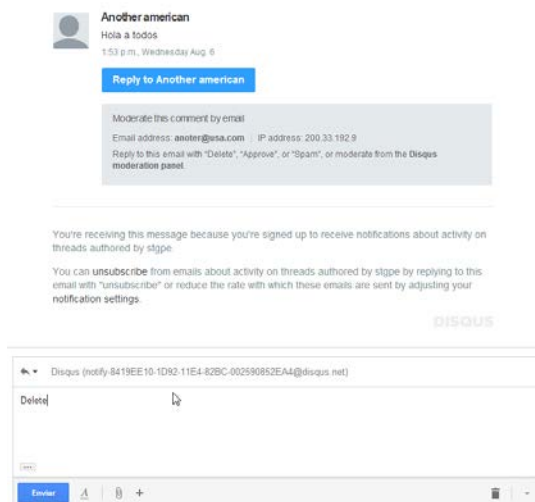 Another american
Hola a todos
1:53 p.m., Wednesday Aug. 6
Reply to Another american
Moderate this comment by email
Email address: anoter@usa.com | IP address: 200.33.192.9
Reply to this email with "Delete", "Approve", or "Spam", or moderate from the Disqus
moderation panel.
You're receiving this message because you're signed up to receive notifications about activity on
threads authored by stgpe.
You can unsubscribe from emails about activity on threads authored by stgpe by replying to this
email with "unsubscribe" or reduce the rate with which these emails are sent by adjusting your
notification settings.
DISQUS
Disqus (notify-8419EE10-1D92-11E4-82BC-002590852EA4@disqus.net)
Delete
Enviar A